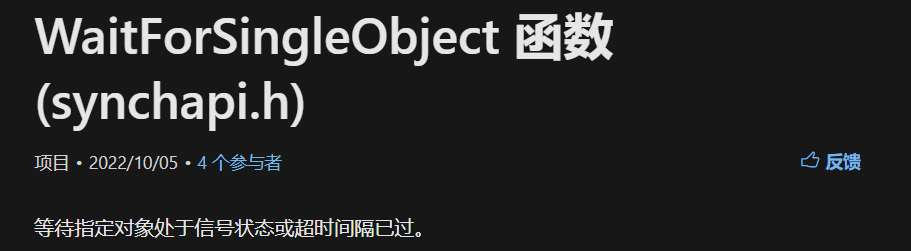 WaitForSingleObject 函数
(synchapi.h)
项目 • 2022/10/05 • 4 个参与者
反馈
等待指定对象处于信号状态或超时间隔已过。